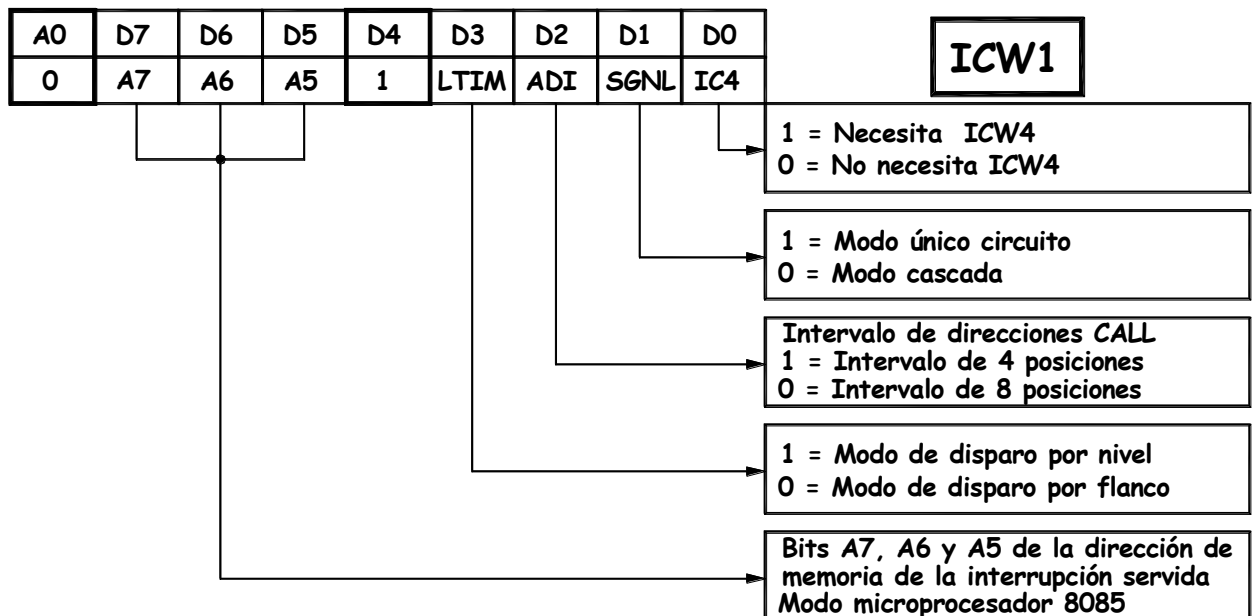 A0 D7 D6 D5 D4 D3 D2 D1 D0
0 A7 A6 A5 1 LTIM ADI SGNL IC4
ICW1
1 = Necesita ICW4
0 = No necesita ICW4
1 = Modo único circuito
0 = Modo cascada
Intervalo de direcciones CALL
1 = Intervalo de 4 posiciones
0 = Intervalo de 8 posiciones
1 = Modo de disparo por nivel
0 = Modo de disparo por flanco
Bits A7, A6 y A5 de la dirección de
memoria de la interrupción servida
Modo microprocesador 8085